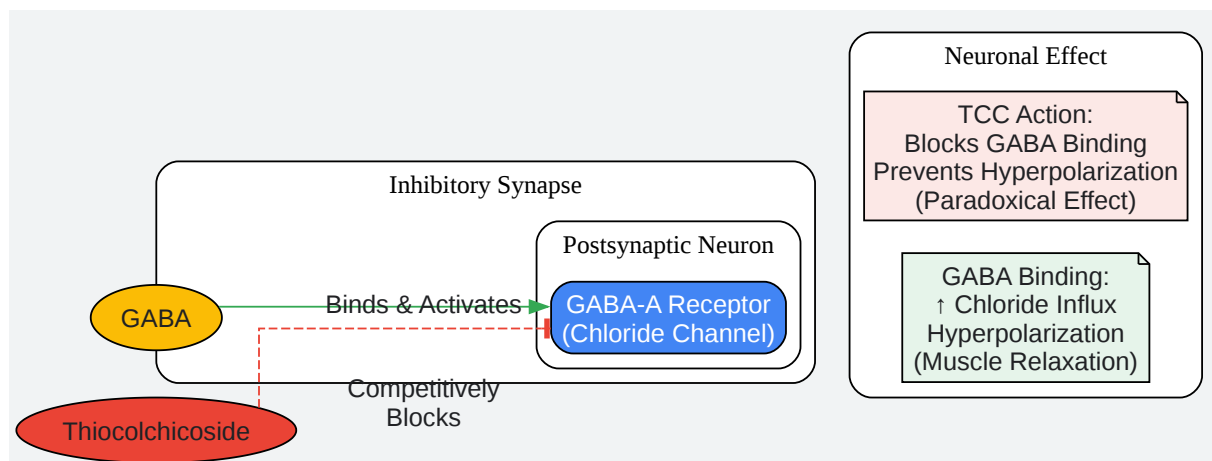 Neuronal Effect
TCC Action:
Blocks GABA Binding
Prevents Hyperpolarization
(Paradoxical Effect)
Inhibitory Synapse
Postsynaptic Neuron
GABA Binding:
↑ Chloride Influx
Hyperpolarization
(Muscle Relaxation)
GABA
Binds & Activates
GABA-A Receptor
(Chloride Channel)
Competitively
Blocks
Thiocolchicoside